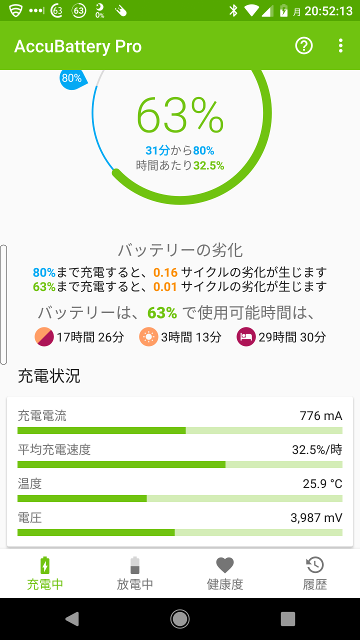 63
63
0%
月 20:52:13
AccuBattery Pro
80%
63%
31分から80%
時間あたり32.5%
バッテリーの劣化
80%まで充電すると、0.16 サイクルの劣化が生じます
63%まで充電すると、0.01 サイクルの劣化が生じます
バッテリーは、63% で使用可能時間は、
17時間 26分 3時間 13分 29時間 30分
充電状況
充電電流 776 mA
平均充電速度 32.5%/時
温度 25.9 °C
電圧 3,987 mV
充電中 放電中 健康度 履歴